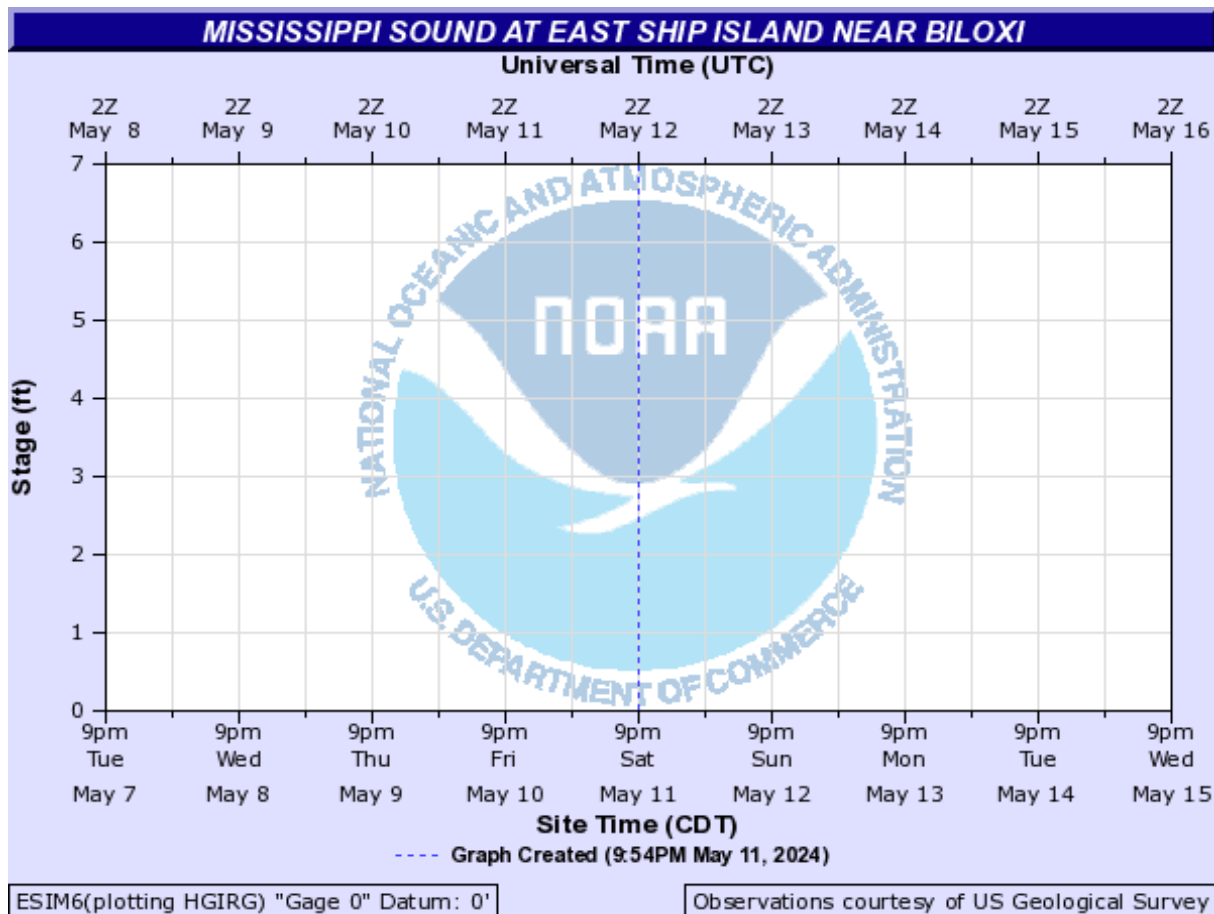 MISSISSIPPI SOUND AT EAST SHIP ISLAND NEAR BILOXI
Universal Time (UTC)
2Z 2Z 2Z 2Z 2Z 2Z 2Z 2Z 2Z
May 8 May 9 May 10 May 11 May 12 May 13 May 14 May 15 May 16
7
6
5
4
3
2
1
0
Stage (ft)
NATIONAL OCEANIC AND ATMOSPHERIC ADMINISTRATION
NOAA
U.S. DEPARTMENT OF COMMERCE
9pm 9pm 9pm 9pm 9pm 9pm 9pm 9pm 9pm
Tue Wed Thu Fri Sat Sun Mon Tue Wed
May 7 May 8 May 9 May 10 May 11 May 12 May 13 May 14 May 15
Site Time (CDT)
---- Graph Created (9:54PM May 11, 2024)
ESIM6(plotting HGIRG) "Gage 0" Datum: 0'
Observations courtesy of US Geological Survey